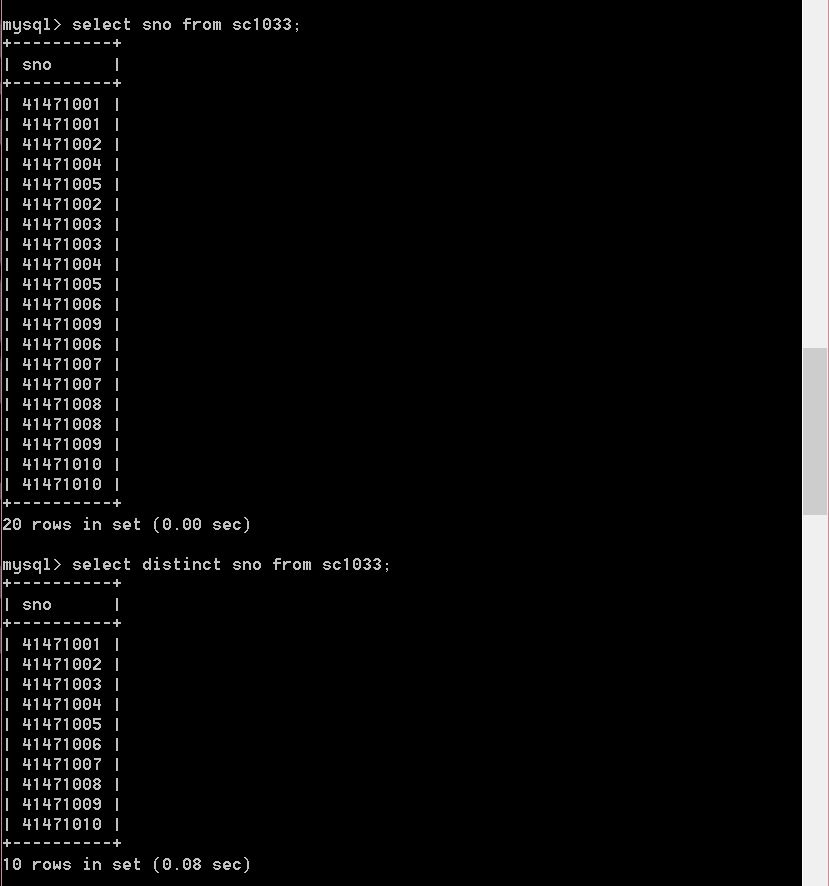 mysql> select sno from sc1033;
+----------+
| sno      |
+----------+
| 41471001 |
| 41471001 |
| 41471002 |
| 41471004 |
| 41471005 |
| 41471002 |
| 41471003 |
| 41471003 |
| 41471004 |
| 41471005 |
| 41471006 |
| 41471009 |
| 41471006 |
| 41471007 |
| 41471007 |
| 41471008 |
| 41471008 |
| 41471009 |
| 41471010 |
| 41471010 |
+----------+
20 rows in set (0.00 sec)

mysql> select distinct sno from sc1033;
+----------+
| sno      |
+----------+
| 41471001 |
| 41471002 |
| 41471003 |
| 41471004 |
| 41471005 |
| 41471006 |
| 41471007 |
| 41471008 |
| 41471009 |
| 41471010 |
+----------+
10 rows in set (0.08 sec)